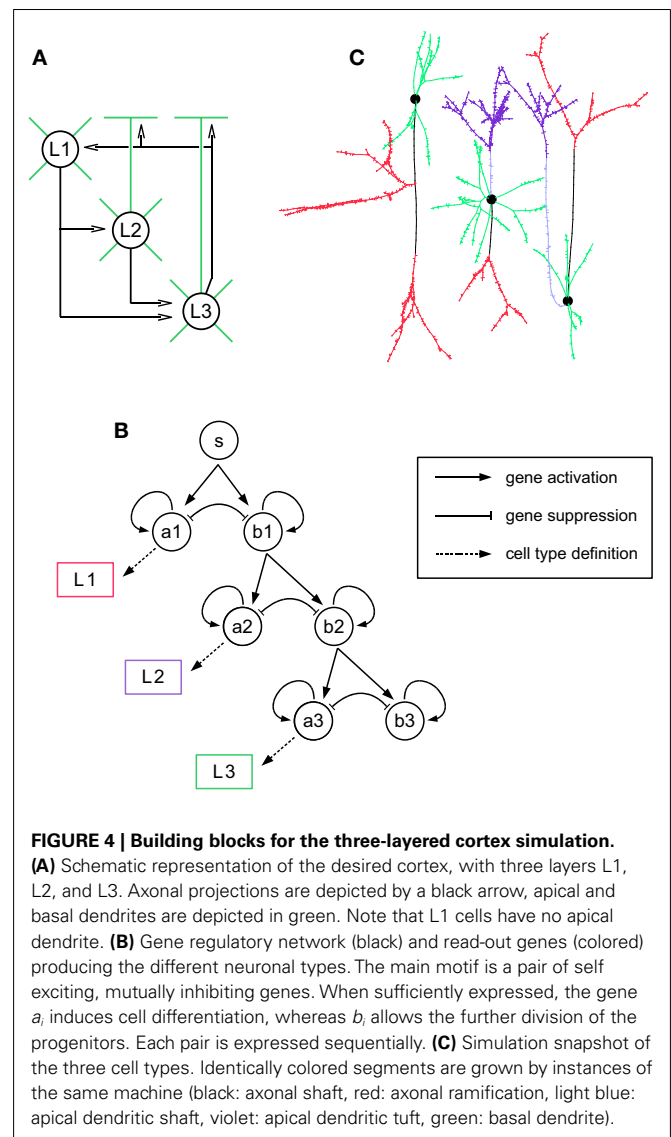 A
C
L1
L2
L3
B
s
a1
b1
L1
a2
b2
L2
a3
b3
L3
gene activation
gene suppression
cell type definition
FIGURE 4 | Building blocks for the three-layered cortex simulation.
(A) Schematic representation of the desired cortex, with three layers L1,
L2, and L3. Axonal projections are depicted by a black arrow, apical and
basal dendrites are depicted in green. Note that L1 cells have no apical
dendrite. (B) Gene regulatory network (black) and read-out genes (colored)
producing the different neuronal types. The main motif is a pair of self
exciting, mutually inhibiting genes. When sufficiently expressed, the gene
ai induces cell differentiation, whereas bi allows the further division of the
progenitors. Each pair is expressed sequentially. (C) Simulation snapshot of
the three cell types. Identically colored segments are grown by instances of
the same machine (black: axonal shaft, red: axonal ramification, light blue:
apical dendritic shaft, violet: apical dendritic tuft, green: basal dendrite).